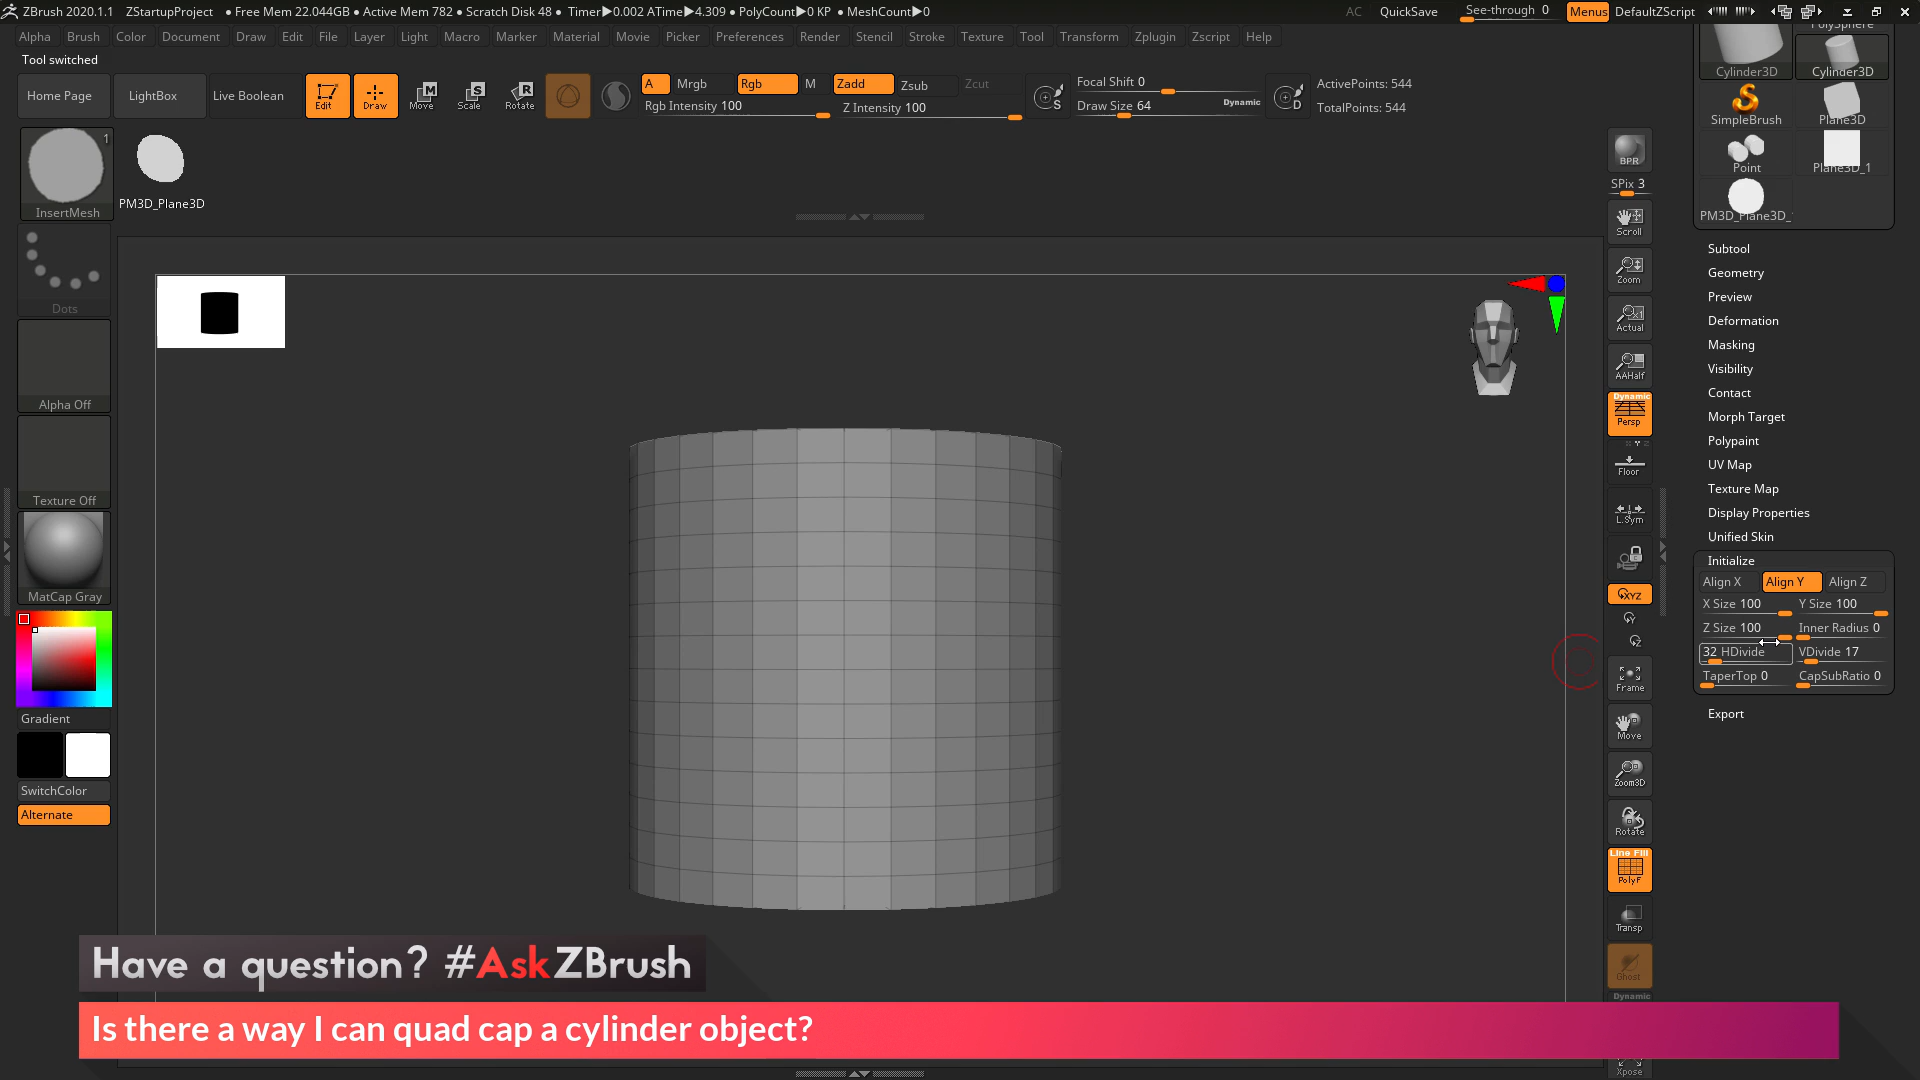 ZBrush 2020.1.1 ZStartupProject • Free Mem 22.044GB • Active Mem 782 • Scratch Disk 48 • Timer▶0.002 ATime▶4.309 • PolyCount▶0 KP • MeshCount▶0 AC QuickSave See-through 0 Menus DefaultZScript
Alpha Brush Color Document Draw Edit File Layer Light Macro Marker Material Movie Picker Preferences Render Stencil Stroke Texture Tool Transform Zplugin Zscript Help
Tool switched
Home Page LightBox Live Boolean Edit Draw Move Scale Rotate
A Mrgb Rgb M Zadd Zsub Zcut
Rgb Intensity 100 Z Intensity 100
S
Focal Shift 0
Draw Size 64 Dynamic
D
ActivePoints: 544
TotalPoints: 544
1
InsertMesh
PM3D_Plane3D
Dots
Alpha Off
Texture Off
MatCap Gray
Gradient
SwitchColor
Alternate
BPR
SPix 3
Scroll
Zoom
Actual
AAHalf
Dynamic
Persp
Floor
L.Sym
XYZ
Frame
Move
Zoom3D
Rotate
Line Fill
PolyF
Transp
Ghost
Dynamic
Xpose
PolySphere
Cylinder3D Cylinder3D
SimpleBrush Plane3D
Point Plane3D_1
PM3D_Plane3D_
Subtool
Geometry
Preview
Deformation
Masking
Visibility
Contact
Morph Target
Polypaint
UV Map
Texture Map
Display Properties
Unified Skin
Initialize
Align X Align Y Align Z
X Size 100 Y Size 100
Z Size 100 Inner Radius 0
32 HDivide VDivide 17
TaperTop 0 CapSubRatio 0
Export
Have a question? #AskZBrush
Is there a way I can quad cap a cylinder object?